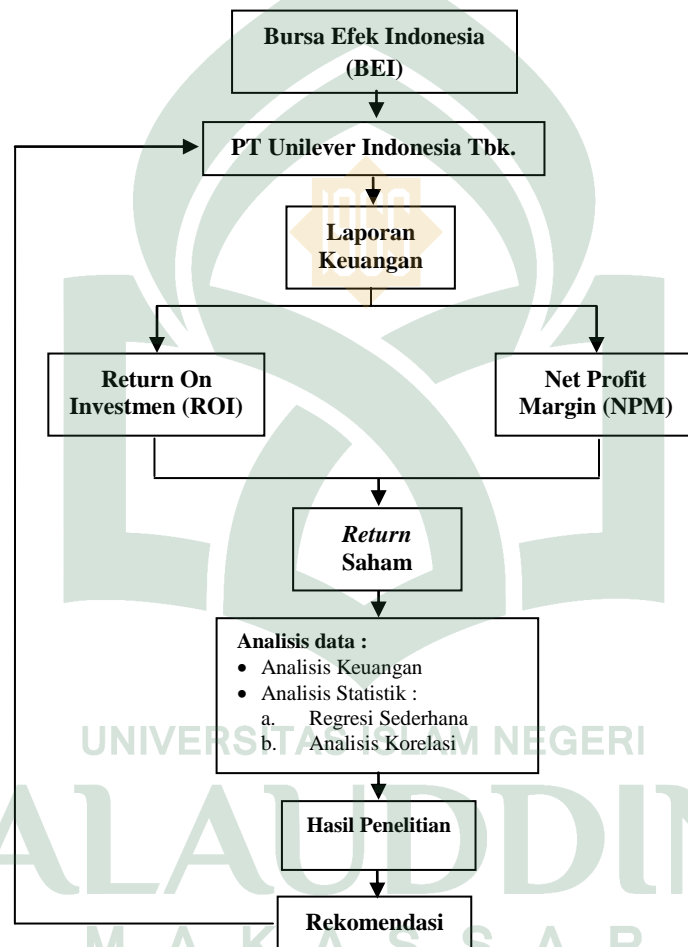 Bursa Efek Indonesia
(BEI)
PT Unilever Indonesia Tbk.
Laporan
Keuangan
Return On
Investmen (ROI)
Net Profit
Margin (NPM)
Return
Saham
Analisis data :
• Analisis Keuangan
• Analisis Statistik :
a. Regresi Sederhana
b. Analisis Korelasi
UNIVERSITAS ISLAM NEGERI
ALAUDDIN
Hasil Penelitian
Rekomendasi
MAKASSAR